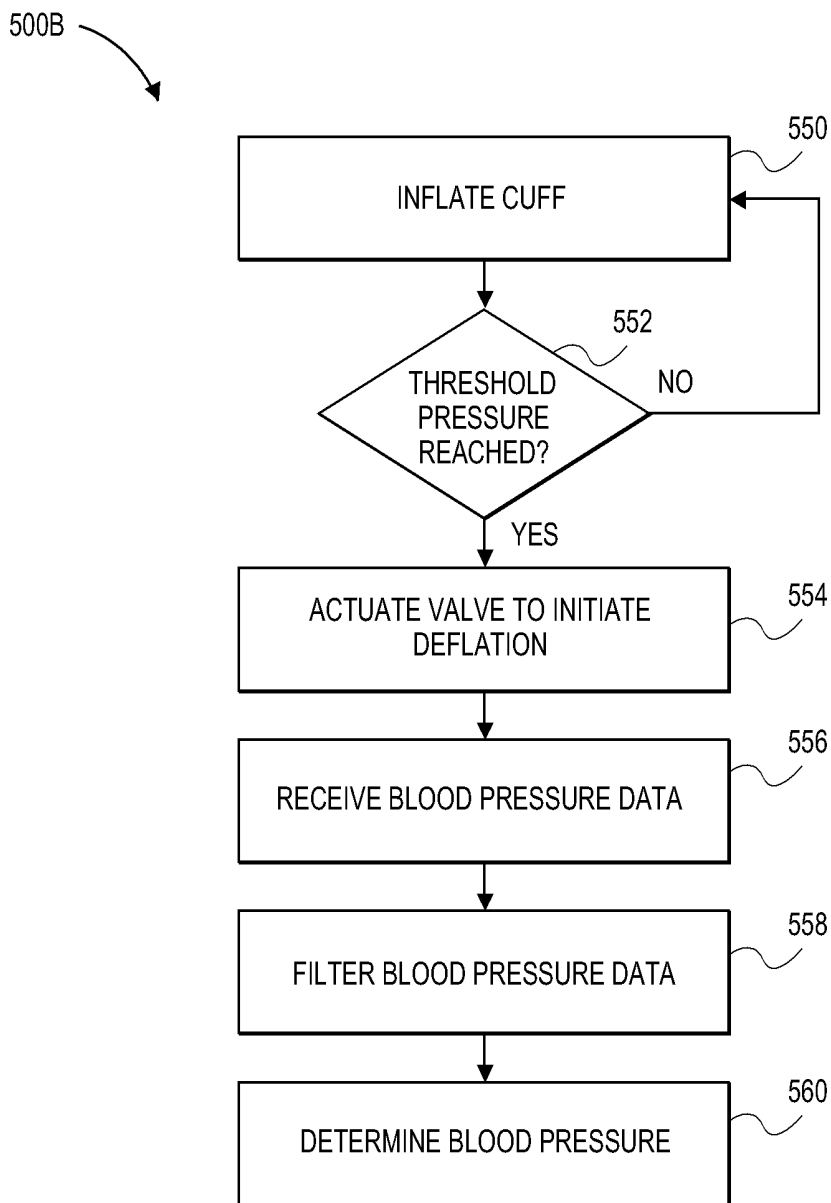 500B
550
INFLATE CUFF
552
THRESHOLD
PRESSURE
REACHED?
NO
YES
554
ACTUATE VALVE TO INITIATE
DEFLATION
556
RECEIVE BLOOD PRESSURE DATA
558
FILTER BLOOD PRESSURE DATA
560
DETERMINE BLOOD PRESSURE